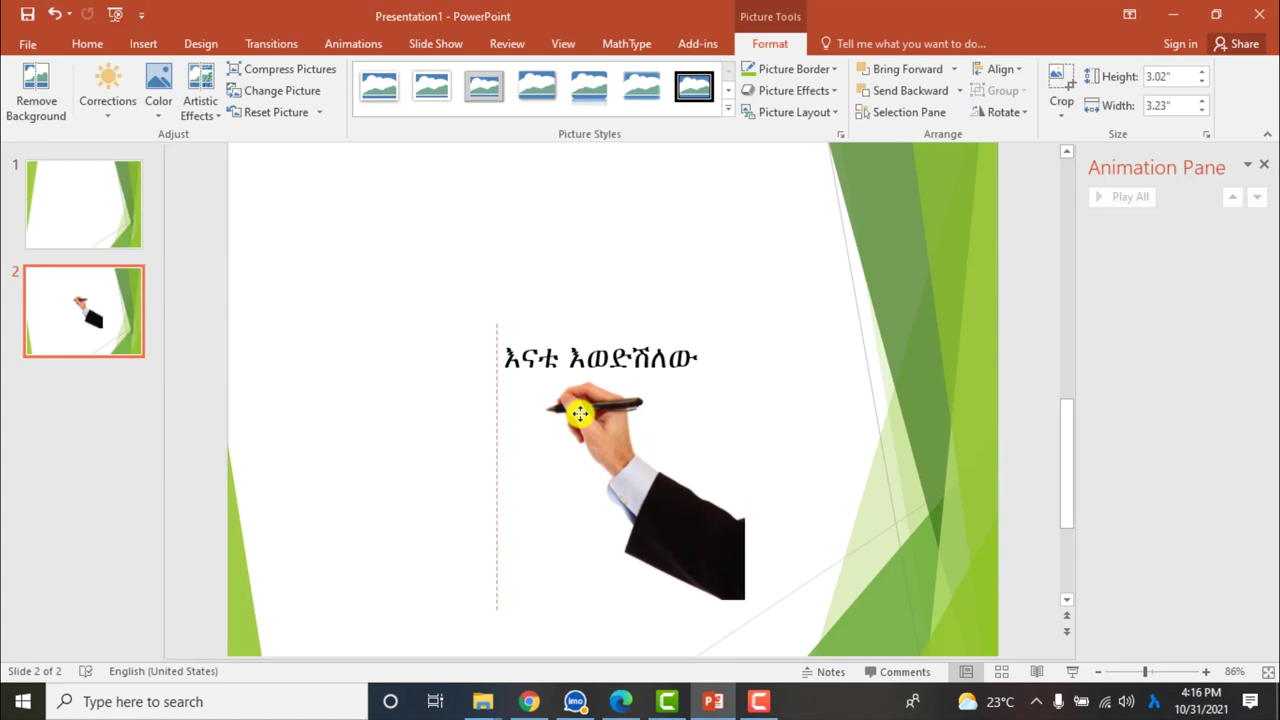 Presentation1 - PowerPoint
Picture Tools
File
Home
Insert
Design
Transitions
Animations
Slide Show
Review
View
MathType
Add-ins
Format
Tell me what you want to do...
Sign in
Share
Remove Background
Corrections
Color
Artistic Effects
Compress Pictures
Change Picture
Reset Picture
Adjust
Picture Styles
Picture Border
Picture Effects
Picture Layout
Bring Forward
Send Backward
Selection Pane
Align
Group
Rotate
Arrange
Crop
Height: 3.02"
Width: 3.23"
Size
1
2
እናቴ እወድሽለው
Animation Pane
Play All
Slide 2 of 2
English (United States)
Notes
Comments
86%
Type here to search
imo
23°C
4:16 PM
10/31/2021